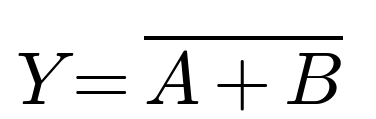 Y = \overline{A + B}